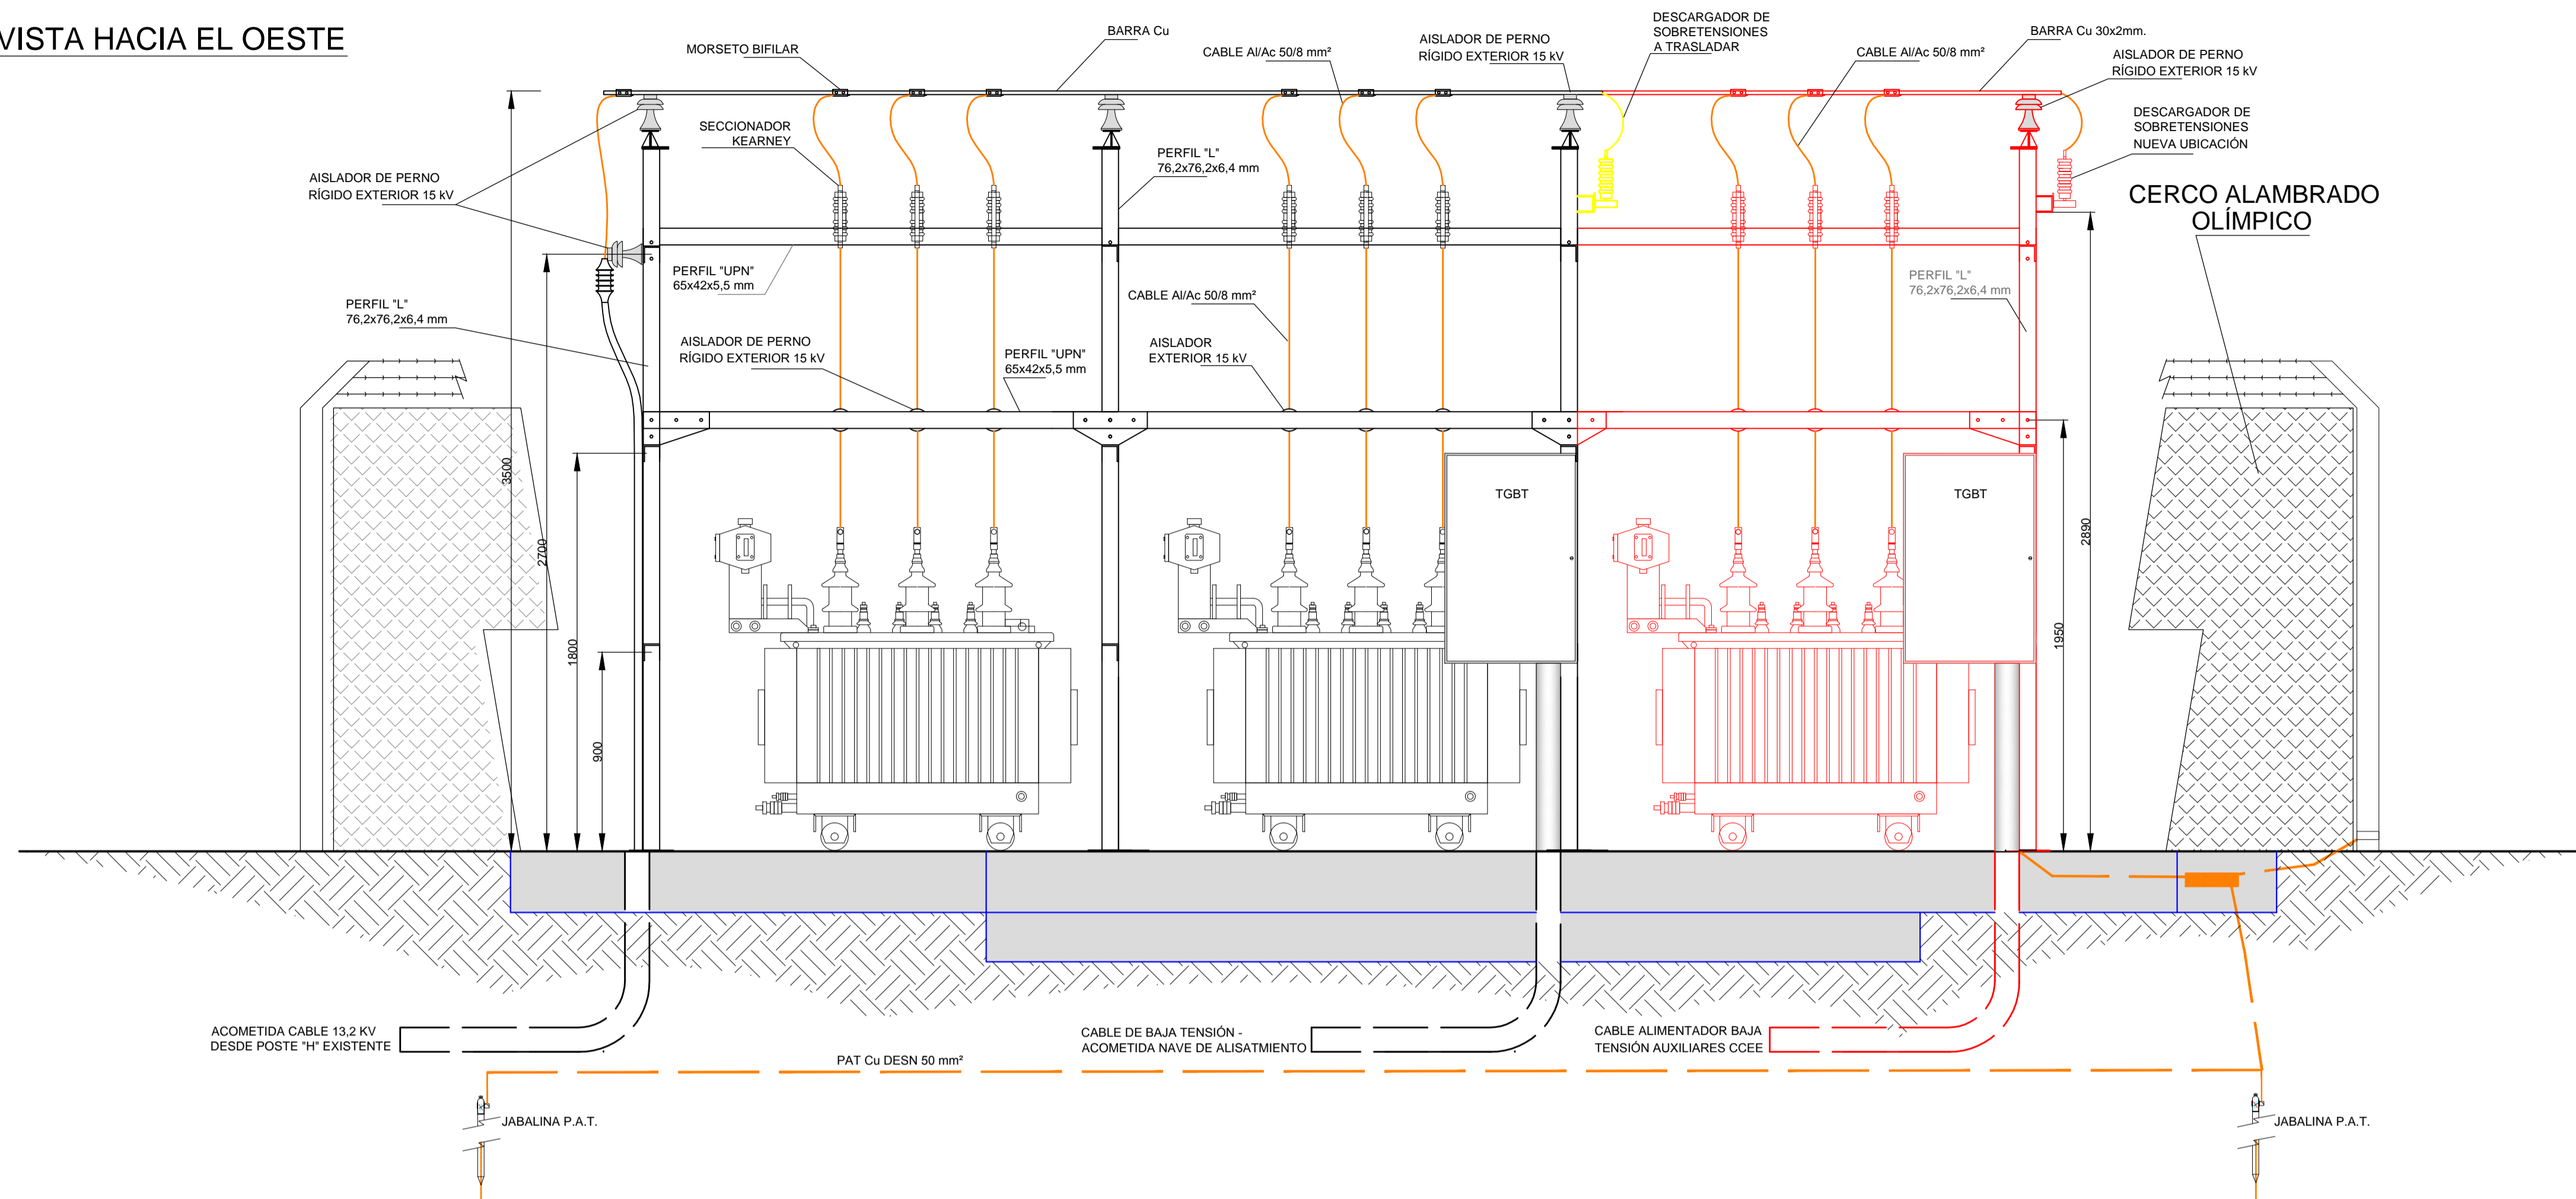 VISTA HACIA EL OESTE
MORSETO BIFILAR
BARRA Cu
CABLE Al/Ac 50/8 mm²
AISLADOR DE PERNO
RÍGIDO EXTERIOR 15 kV
DESCARGADOR DE
SOBRETENSIONES
A TRASLADAR
CABLE Al/Ac 50/8 mm²
BARRA Cu 30x2mm.
AISLADOR DE PERNO
RÍGIDO EXTERIOR 15 kV
DESCARGADOR DE
SOBRETENSIONES
NUEVA UBICACIÓN
CERCO ALAMBRADO
OLÍMPICO
SECCIONADOR
KEARNEY
PERFIL "L"
76,2x76,2x6,4 mm
AISLADOR DE PERNO
RÍGIDO EXTERIOR 15 kV
PERFIL "UPN"
65x42x5,5 mm
PERFIL "L"
76,2x76,2x6,4 mm
CABLE Al/Ac 50/8 mm²
PERFIL "L"
76,2x76,2x6,4 mm
AISLADOR DE PERNO
RÍGIDO EXTERIOR 15 kV
PERFIL "UPN"
65x42x5,5 mm
AISLADOR
EXTERIOR 15 kV
3500
2700
1800
900
TGBT
TGBT
2890
1950
ACOMETIDA CABLE 13,2 KV
DESDE POSTE "H" EXISTENTE
CABLE DE BAJA TENSIÓN -
ACOMETIDA NAVE DE ALISATMIENTO
CABLE ALIMENTADOR BAJA
TENSIÓN AUXILIARES CCEE
PAT Cu DESN 50 mm²
JABALINA P.A.T.
JABALINA P.A.T.